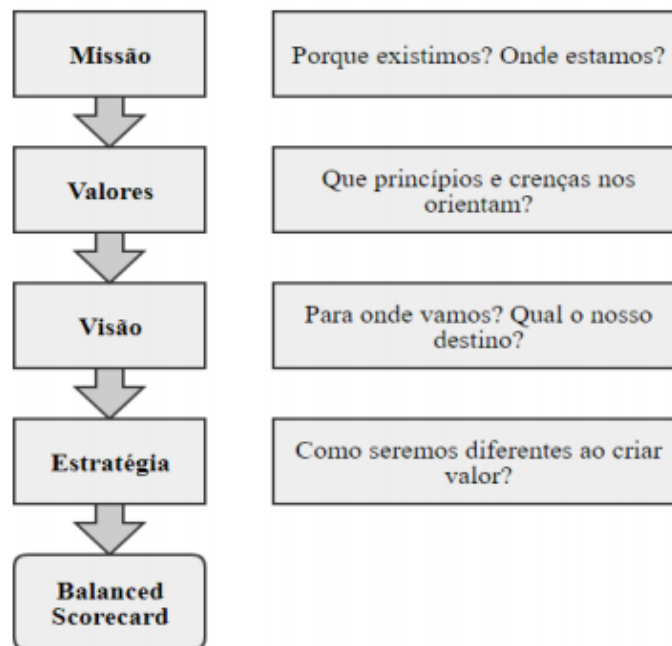 Missão
Porque existimos? Onde estamos?
Valores
Que princípios e crenças nos
orientam?
Visão
Para onde vamos? Qual o nosso
destino?
Estratégia
Como seremos diferentes ao criar
valor?
Balanced
Scorecard